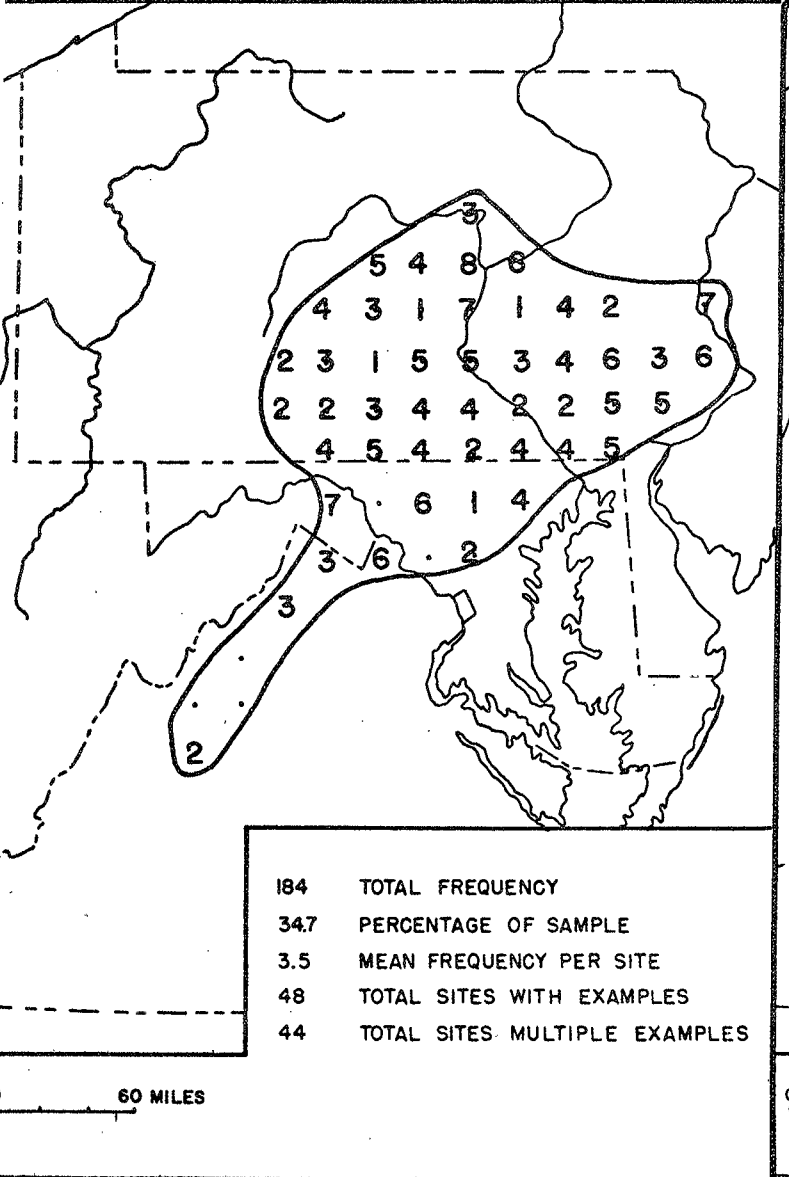 3
5 4 8 6
4 3 1 7 1 4 2 7
2 3 1 5 5 3 4 6 3 6
2 2 3 4 4 2 2 5 5
4 5 4 2 4 4 5
7 . 6 1 4
3 6 . 2
3
.
. .
2
184 TOTAL FREQUENCY
34.7 PERCENTAGE OF SAMPLE
3.5 MEAN FREQUENCY PER SITE
48 TOTAL SITES WITH EXAMPLES
44 TOTAL SITES MULTIPLE EXAMPLES
60 MILES